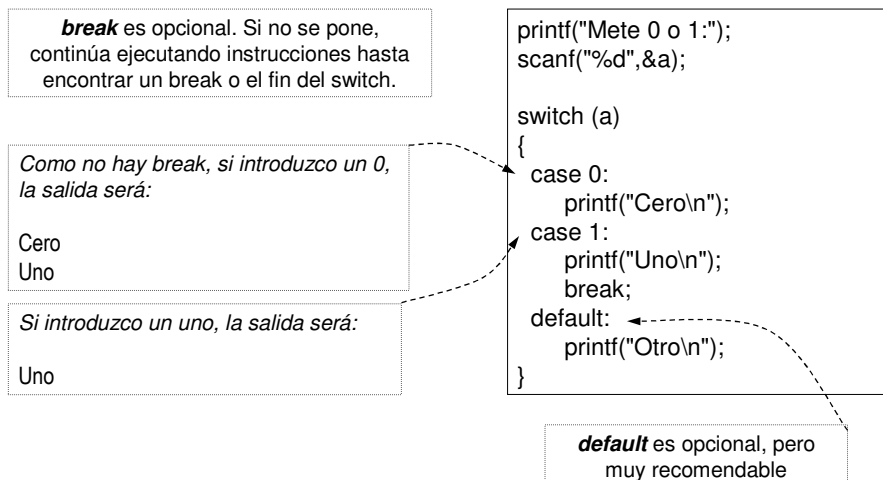 break es opcional. Si no se pone,
continúa ejecutando instrucciones hasta
encontrar un break o el fin del switch.
Como no hay break, si introduzco un 0,
la salida será:
Cero
Uno
Si introduzco un uno, la salida será:
Uno
printf("Mete 0 o 1:");
scanf("%d",&a);
switch (a)
{
case 0:
printf("Cero\n");
case 1:
printf("Uno\n");
break;
default:
printf("Otro\n");
}
default es opcional, pero
muy recomendable